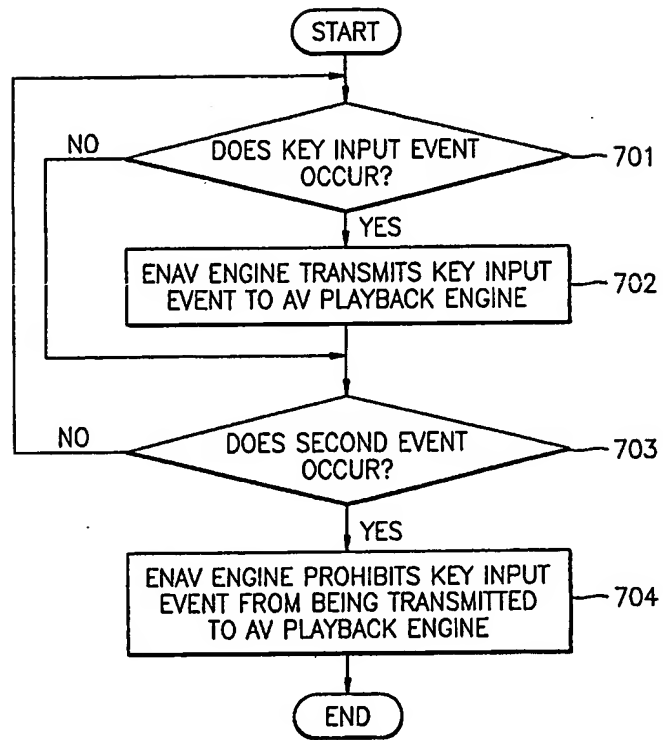 START
NO
DOES KEY INPUT EVENT
OCCUR?
701
YES
ENAV ENGINE TRANSMITS KEY INPUT
EVENT TO AV PLAYBACK ENGINE
702
NO
DOES SECOND EVENT
OCCUR?
703
YES
ENAV ENGINE PROHIBITS KEY INPUT
EVENT FROM BEING TRANSMITTED
TO AV PLAYBACK ENGINE
704
END